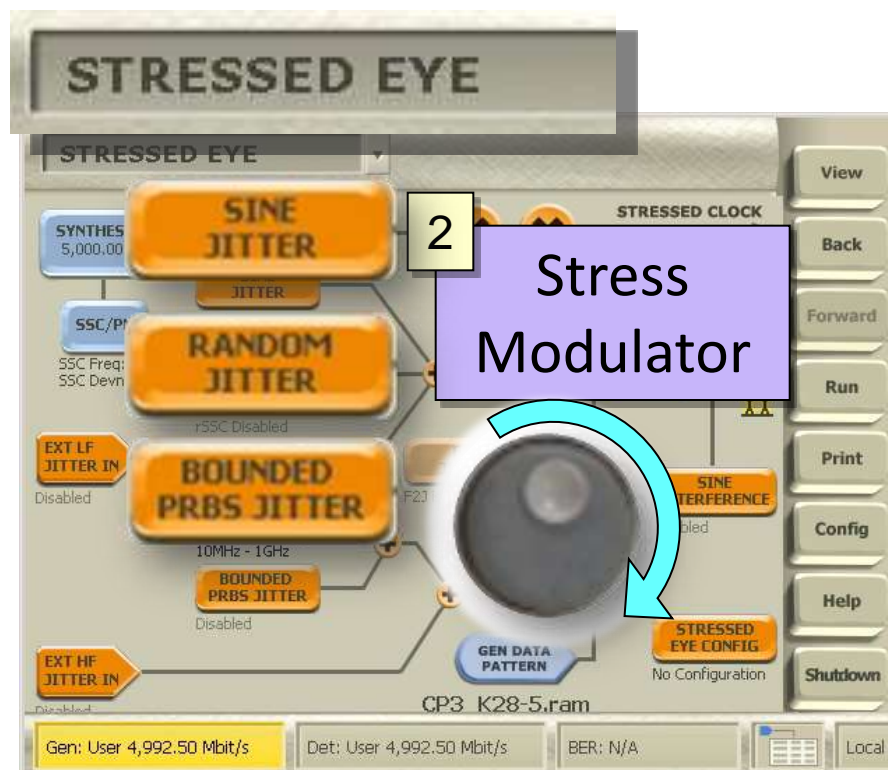 STRESSED EYE
STRESSED EYE
View
SINE
JITTER
2
STRESSED CLOCK
SYNTHES
5,000.00
Back
Stress
Modulator
JITTER
SSC/P
Forward
RANDOM
JITTER
SSC Freq:
SSC Devn
Run
rSSC Disabled
EXT LF
JITTER IN
Disabled
BOUNDED
PRBS JITTER
F2J
SINE
TERFERENCE
bled
Print
Config
10MHz - 1GHz
BOUNDED
PRBS JITTER
Disabled
Help
STRESSED
EYE CONFIG
No Configuration
GEN DATA
PATTERN
EXT HF
JITTER IN
Disabled
Shutdown
CP3_K28-5.ram
Gen: User 4,992.50 Mbit/s
Det: User 4,992.50 Mbit/s
BER: N/A
Local